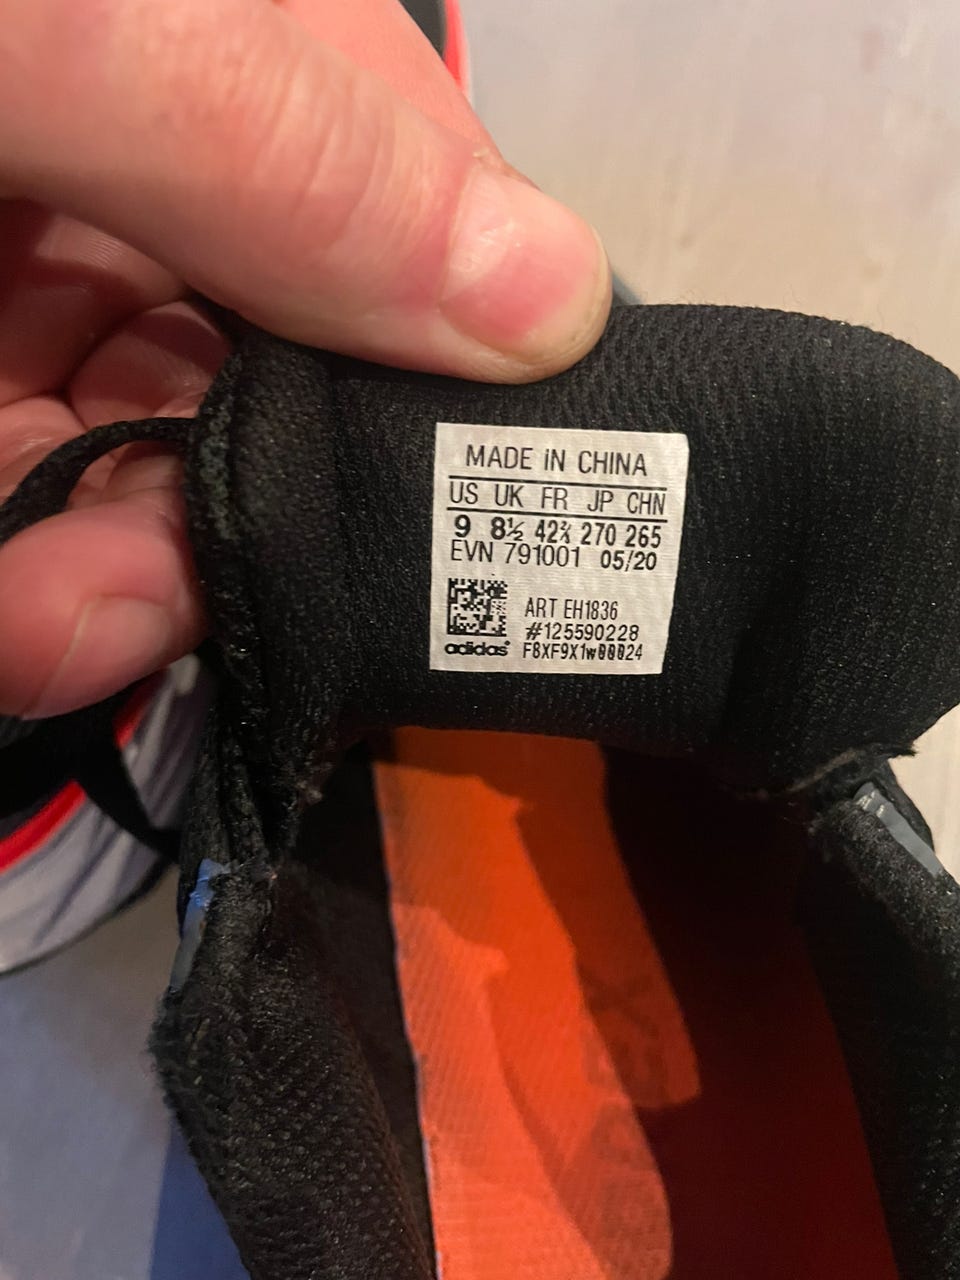 MADE IN CHINA
US UK FR JP CHN
9 8½ 42⅔ 270 265
EVN 791001 05/20
ART EH1836
#125590228
adidas